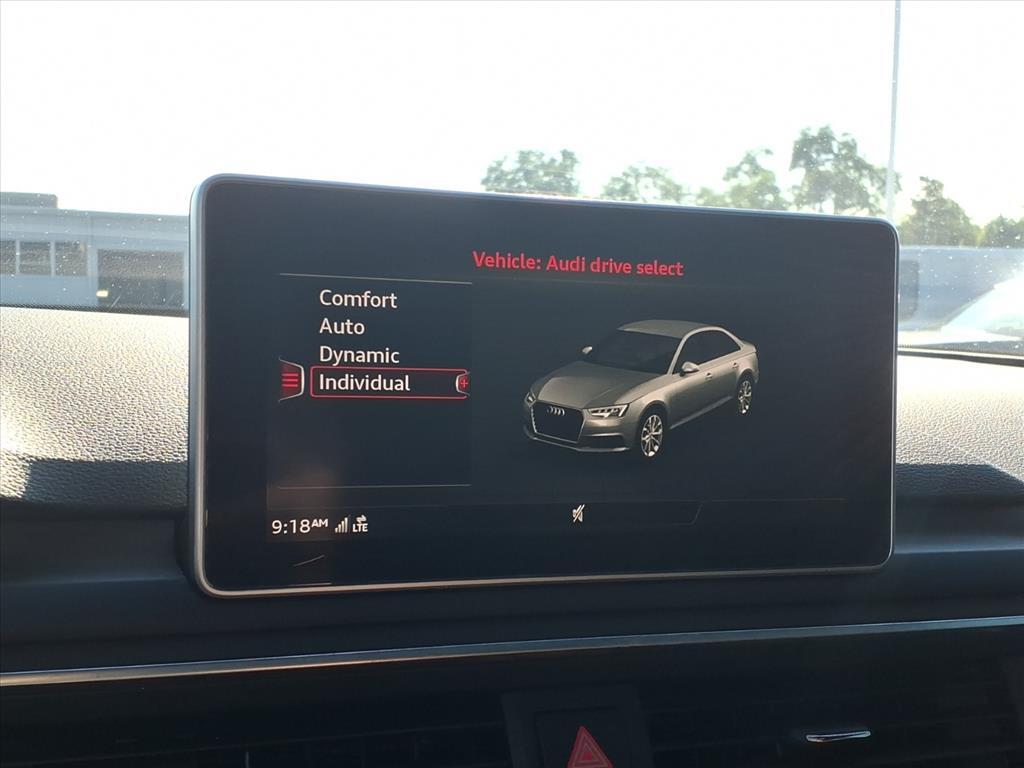 Vehicle: Audi drive select
Comfort
Auto
Dynamic
Individual
9:18AM LTE